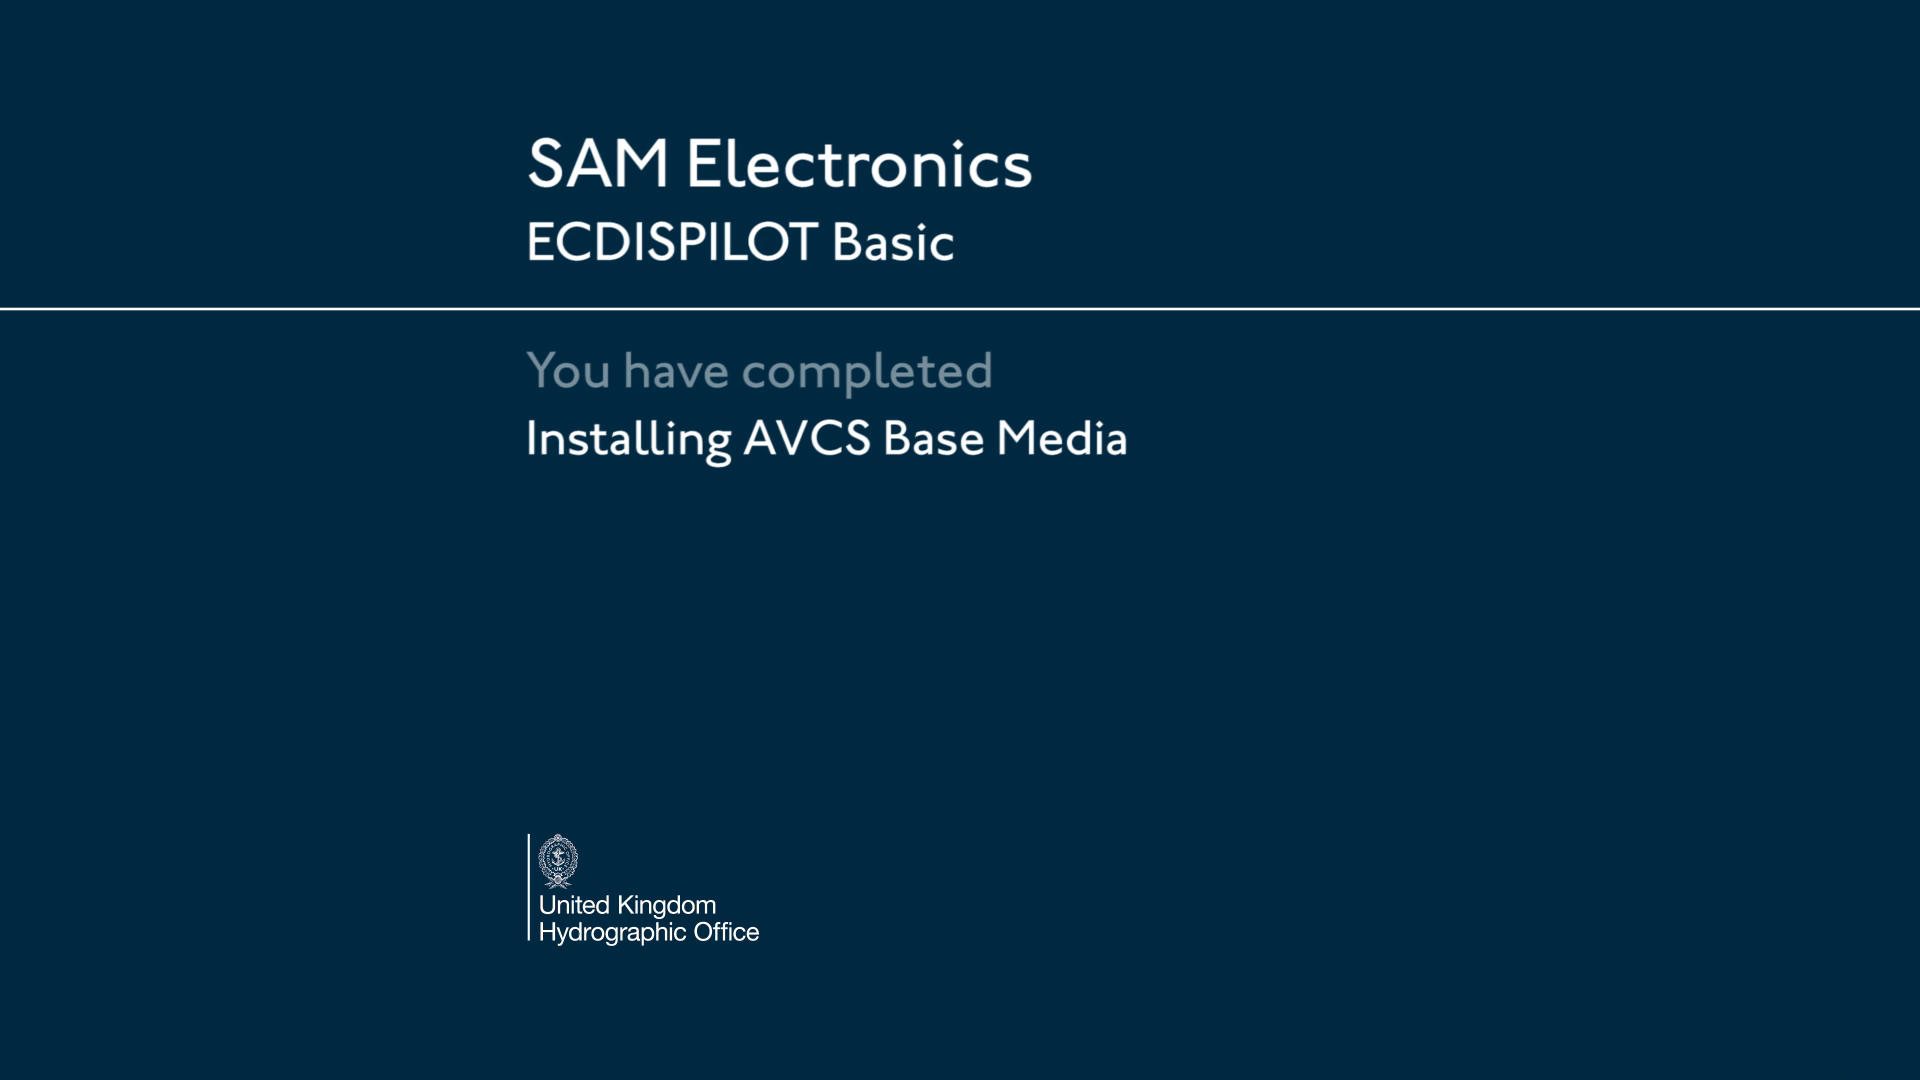 SAM Electronics
ECDISPILOT Basic
You have completed
Installing AVCS Base Media
United Kingdom
Hydrographic Office